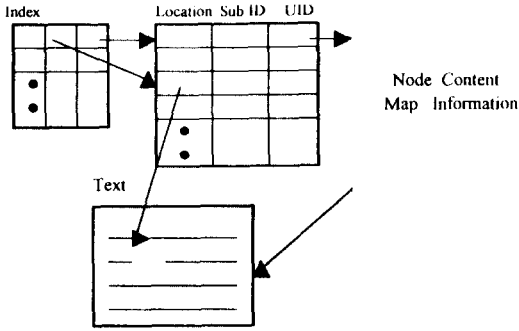 Index
Location Sub ID UID
Node Content
Map Information
Text